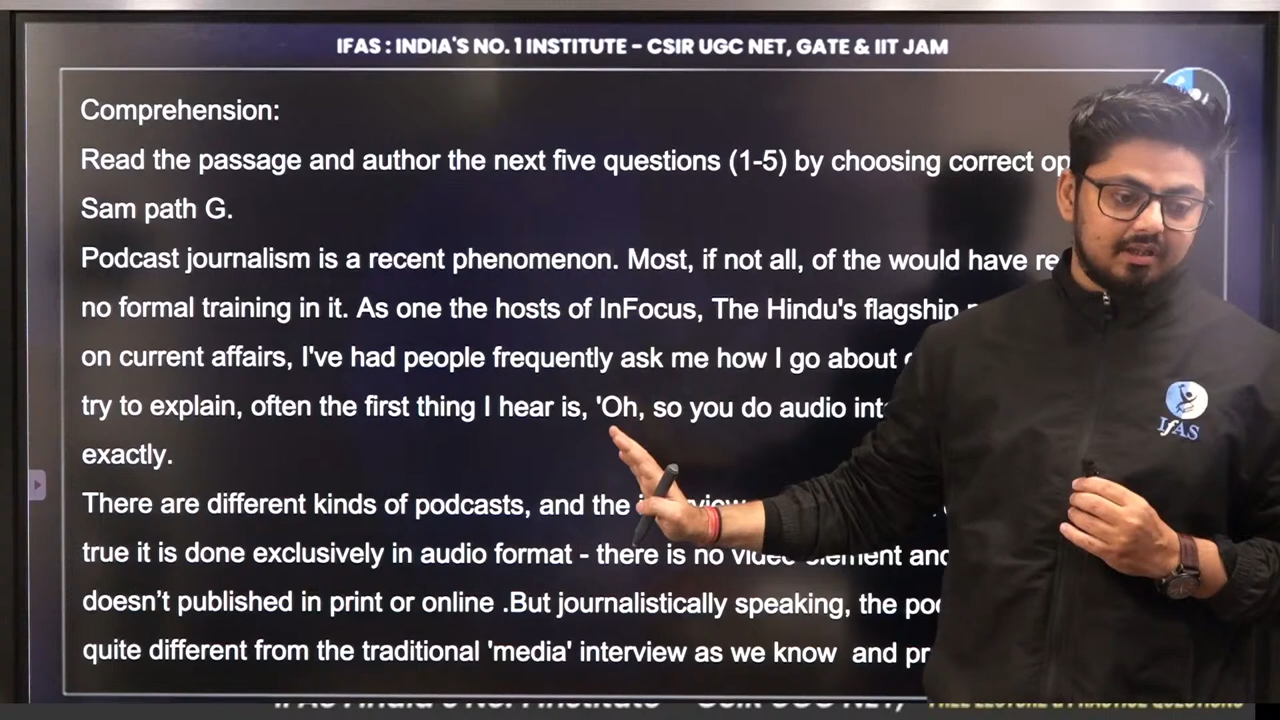 IFAS : INDIA'S NO. 1 INSTITUTE - CSIR UGC NET, GATE & IIT JAM
Comprehension:
Read the passage and author the next five questions (1-5) by choosing correct
Sam path G.
Podcast journalism is a recent phenomenon. Most, if not all, of the would have
no formal training in it. As one the hosts of InFocus, The Hindu's flagship
on current affairs, I've had people frequently ask me how I go about
try to explain, often the first thing I hear is, 'Oh, so you do audio
exactly.
There are different kinds of podcasts, and the
true it is done exclusively in audio format - there is no video element
doesn't published in print or online .But journalistically speaking, the
quite different from the traditional 'media' interview as we know and
IFAS